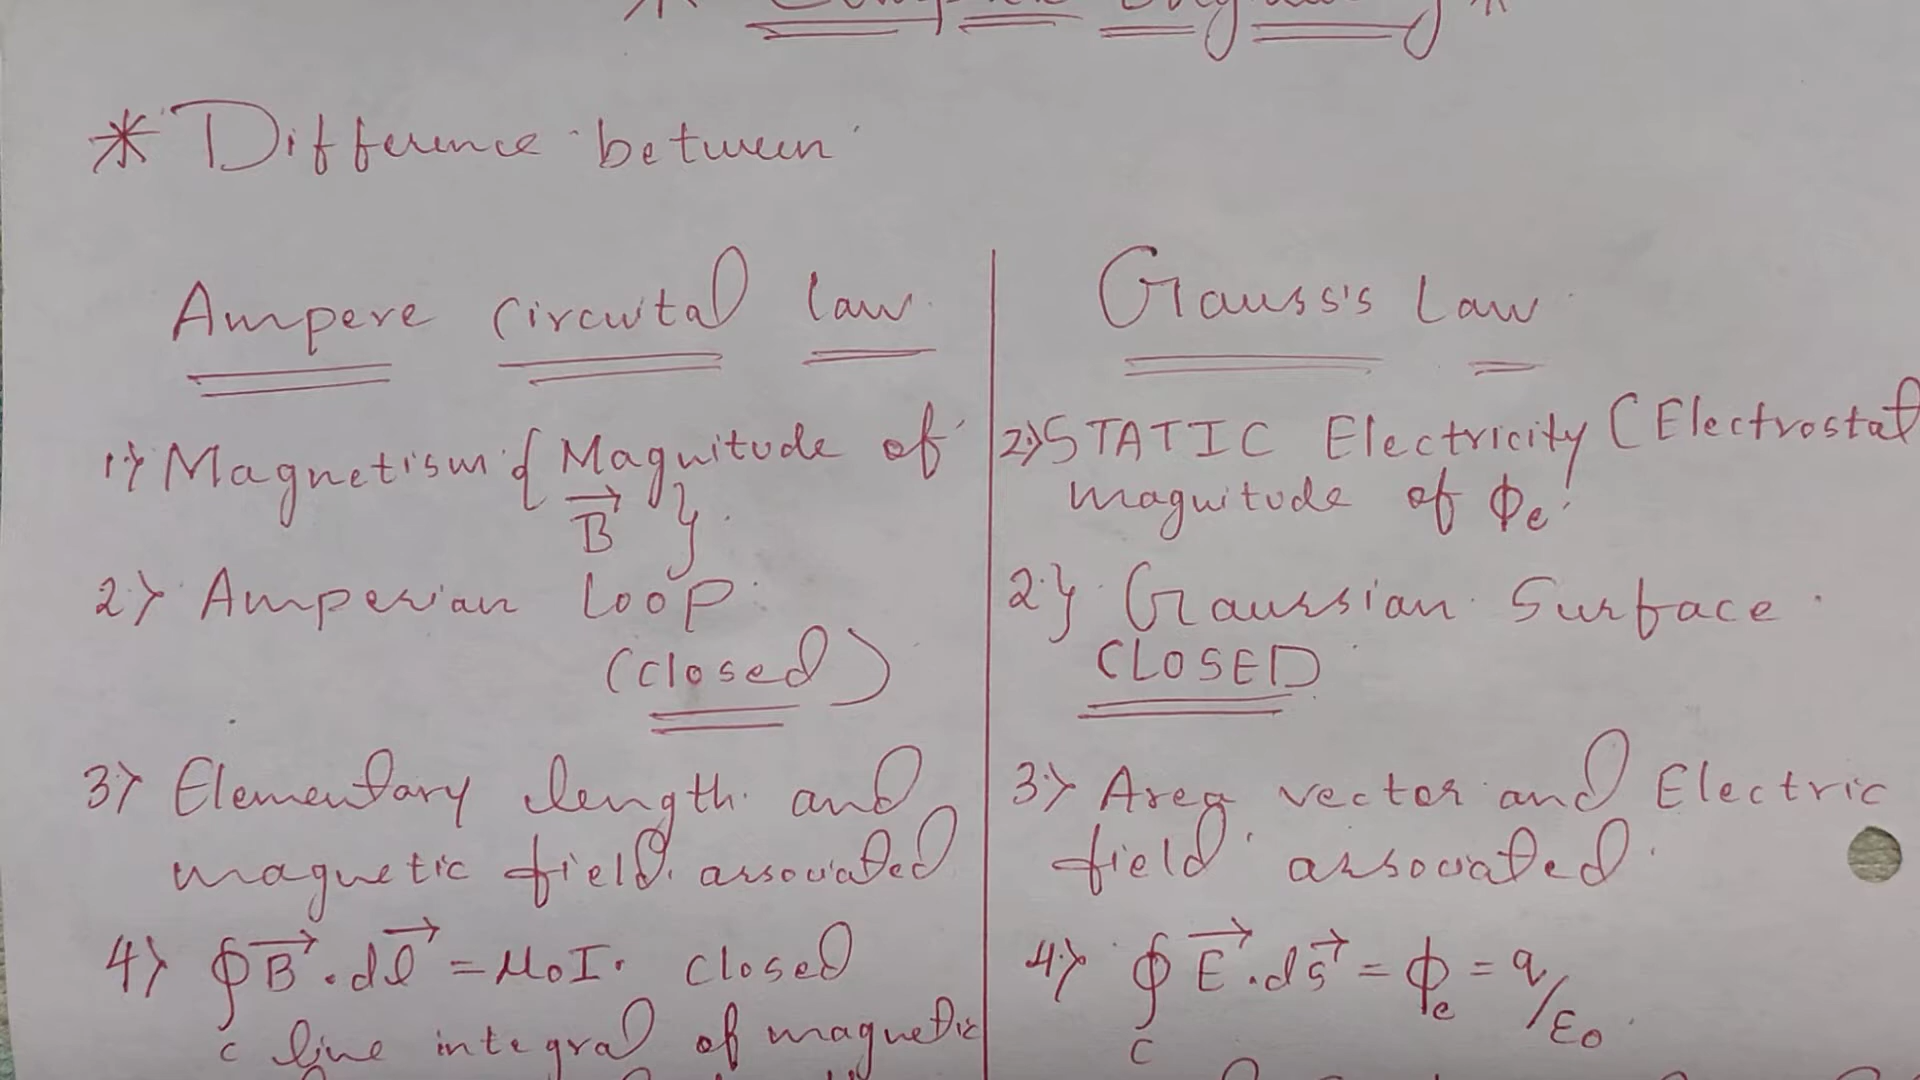 * Difference between
Ampere circuital law
1) Magnetism { Magnitude of
B }
2) Amperian Loop
(closed)
3) Elementary length and
magnetic field associated
4) ∮ B⃗ . dl⃗ = μ₀I. closed
c line integral of magnetic
Gauss's Law
2) STATIC Electricity (Electrostat
magnitude of ϕe
2} Gaussian Surface
CLOSED
3) Area vector and Electric
field associated
4) ∮ E⃗ . ds⃗ = ϕe = q/ε₀
c